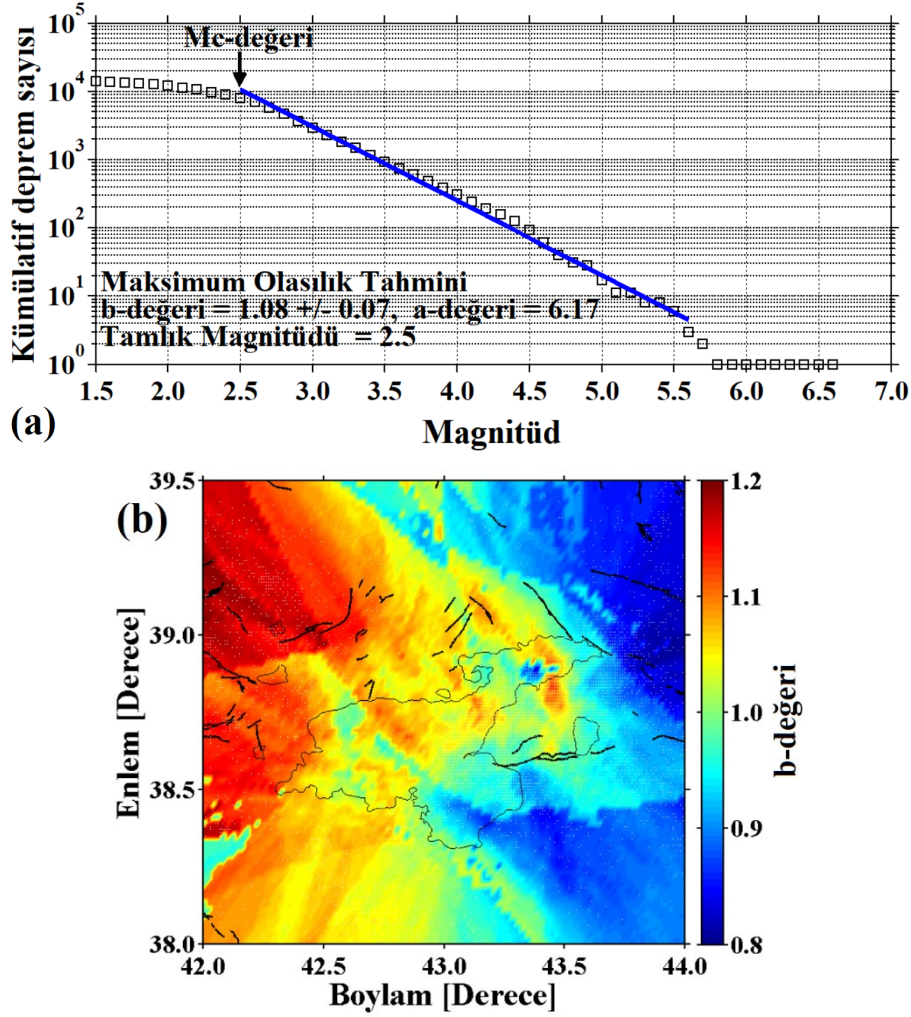 10^5
10^4
10^3
10^2
10^1
10^0
Kümülatif deprem sayısı
Mc-değeri
Maksimum Olasılık Tahmini
b-değeri = 1.08 +/- 0.07, a-değeri = 6.17
Tamlık Magnitüdü = 2.5
1.5 2.0 2.5 3.0 3.5 4.0 4.5 5.0 5.5 6.0 6.5 7.0
(a)
Magnitüd
(b)
39.5
39.0
38.5
38.0
Enlem [Derece]
42.0 42.5 43.0 43.5 44.0
Boylam [Derece]
1.2
1.1
1.0
0.9
0.8
b-değeri